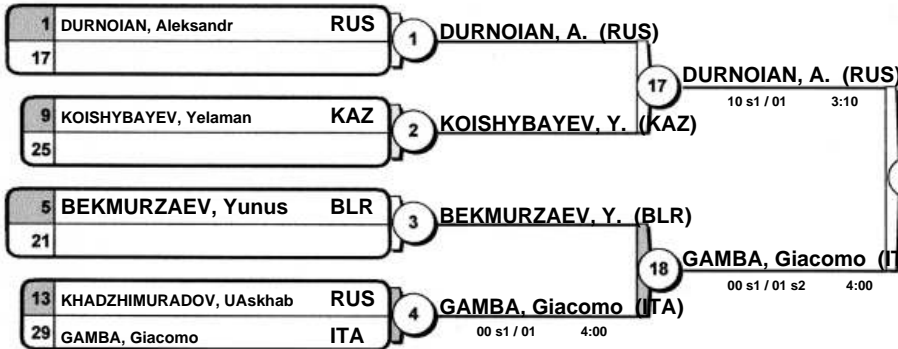 1 DURNOIAN, Aleksandr RUS
17
1
DURNOIAN, A. (RUS)
9 KOISHYBAYEV, Yelaman KAZ
25
2
KOISHYBAYEV, Y. (KAZ)
17
DURNOIAN, A. (RUS)
10 s1 / 01 3:10
5 BEKMURZAEV, Yunus BLR
21
3
BEKMURZAEV, Y. (BLR)
13 KHADZHIMURADOV, UAskhab RUS
29 GAMBA, Giacomo ITA
4
GAMBA, Giacomo (ITA)
00 s1 / 01 4:00
18
GAMBA, Giacomo (IT
00 s1 / 01 s2 4:00